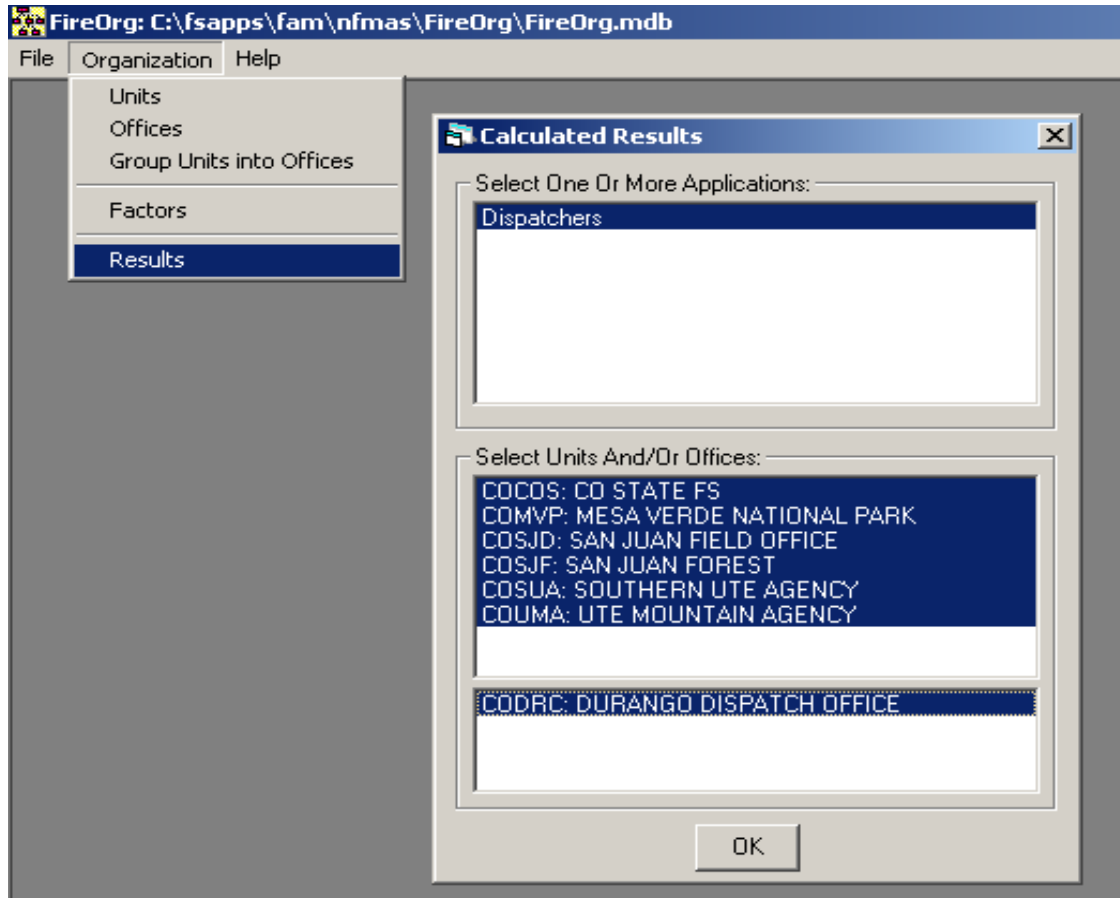 FireOrg: C:\fsapps\fam\nfmas\FireOrg\FireOrg.mdb
File Organization Help
Units
Offices
Group Units into Offices
Factors
Results
Calculated Results
Select One Or More Applications:
Dispatchers
Select Units And/Or Offices:
COCOS: CO STATE FS
COMVP: MESA VERDE NATIONAL PARK
COSJD: SAN JUAN FIELD OFFICE
COSJF: SAN JUAN FOREST
COSUA: SOUTHERN UTE AGENCY
COUMA: UTE MOUNTAIN AGENCY
CODRC: DURANGO DISPATCH OFFICE
OK